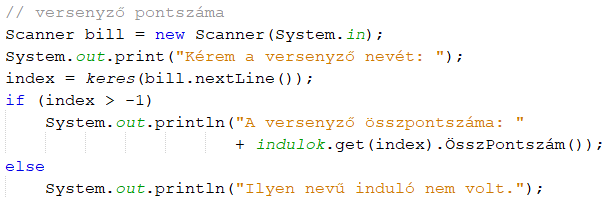 // versenyző pontszáma
Scanner bill = new Scanner(System.in);
System.out.print("Kérem a versenyző nevét: ");
index = keres(bill.nextLine());
if (index > -1)
    System.out.println("A versenyző összpontszáma: "
                       + indulok.get(index).ÖsszPontszám());
else
    System.out.println("Ilyen nevű induló nem volt.");